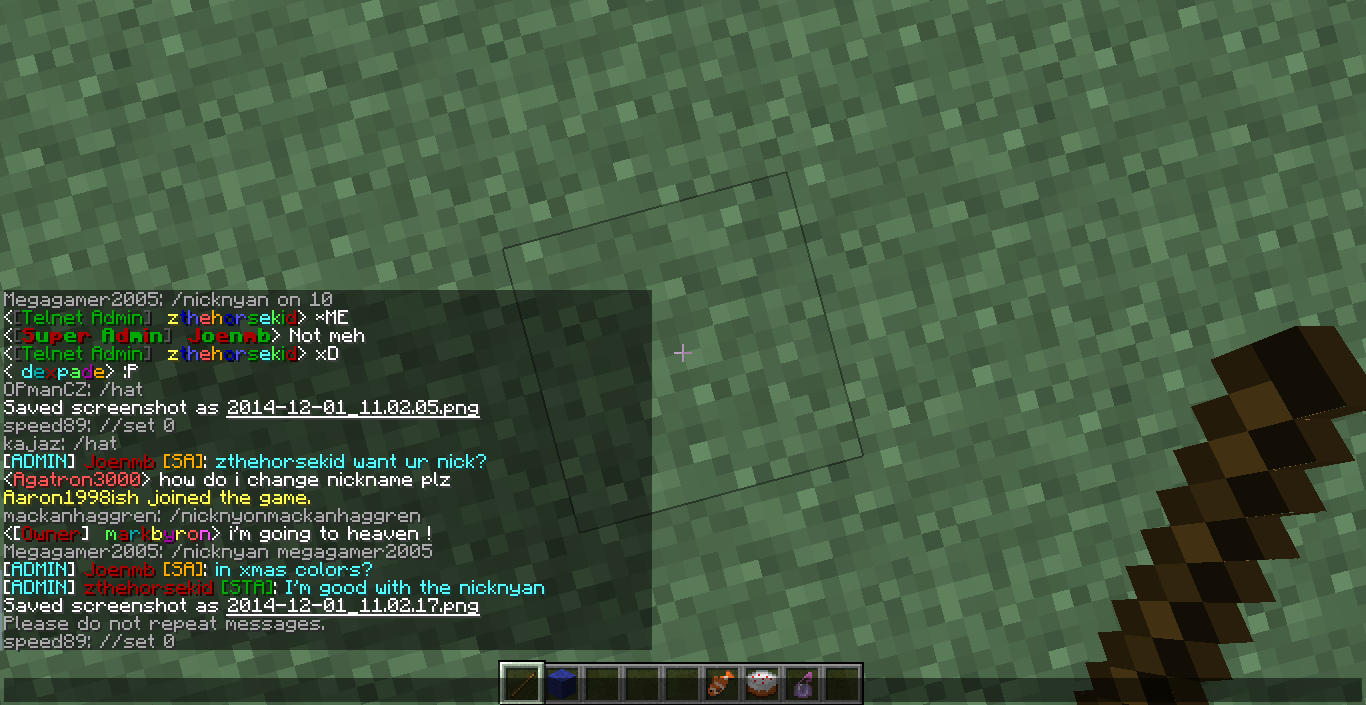 Megagamer2005: /nicknyan on 10
<[Telnet Admin] zthehorsekid> xME
<[Super Admin] Joenmb> Not meh
<[Telnet Admin] zthehorsekid> xD
< dexpade> :P
OPmanCZ: /hat
Saved screenshot as 2014-12-01_11.02.05.png
speed89: //set 0
kajaz: /hat
[ADMIN] Joenmb [SA]: zthehorsekid want ur nick?
<Agatron3000> how do i change nickname plz
Aaron1998ish joined the game.
mackanhaggren: /nicknyonmackanhaggren
<[Owner] markbyron> i'm going to heaven !
Megagamer2005: /nicknyan megagamer2005
[ADMIN] Joenmb [SA]: in xmas colors?
[ADMIN] zthehorsekid [STA]: I'm good with the nicknyan
Saved screenshot as 2014-12-01_11.02.17.png
Please do not repeat messages.
speed89: //set 0